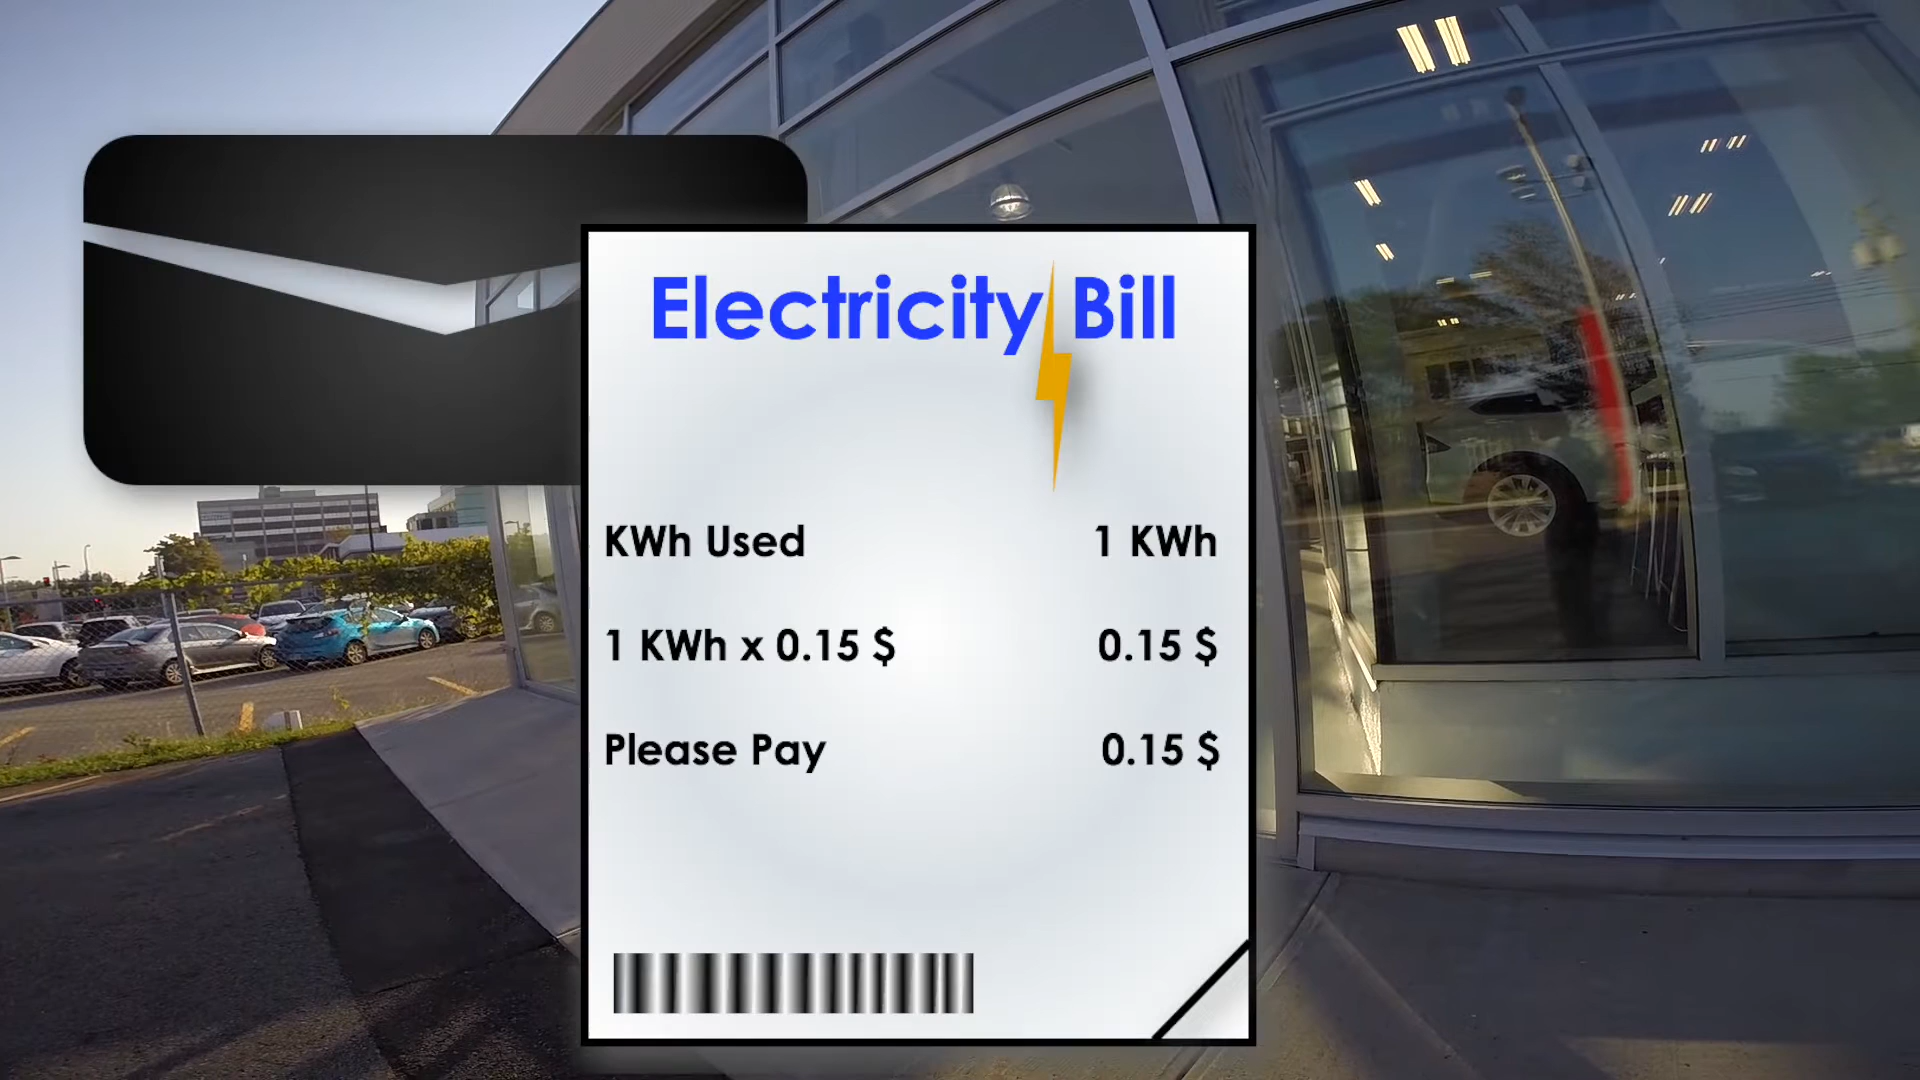 Electricity Bill
KWh Used 1 KWh
1 KWh x 0.15 $ 0.15 $
Please Pay 0.15 $